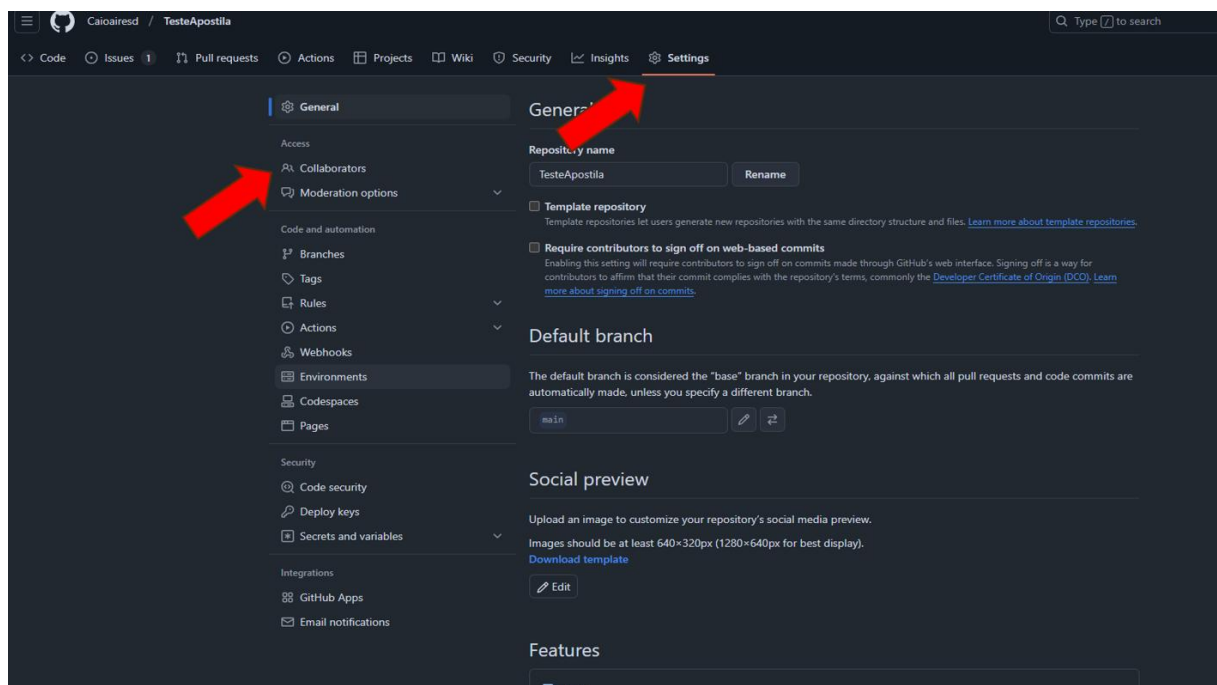 Caioairesd / TesteApostila
Type / to search
Code Issues 1 Pull requests Actions Projects Wiki Security Insights Settings
General
Access
Collaborators
Moderation options
Code and automation
Branches
Tags
Rules
Actions
Webhooks
Environments
Codespaces
Pages
Security
Code security
Deploy keys
Secrets and variables
Integrations
GitHub Apps
Email notifications
General
Repository name
TesteApostila Rename
Template repository
Template repositories let users generate new repositories with the same directory structure and files. Learn more about template repositories.
Require contributors to sign off on web-based commits
Enabling this setting will require contributors to sign off on commits made through GitHub's web interface. Signing off is a way for
contributors to affirm that their commit complies with the repository's terms, commonly the Developer Certificate of Origin (DCO). Learn
more about signing off on commits.
Default branch
The default branch is considered the "base" branch in your repository, against which all pull requests and code commits are
automatically made, unless you specify a different branch.
main
Social preview
Upload an image to customize your repository's social media preview.
Images should be at least 640×320px (1280×640px for best display).
Download template
Edit
Features